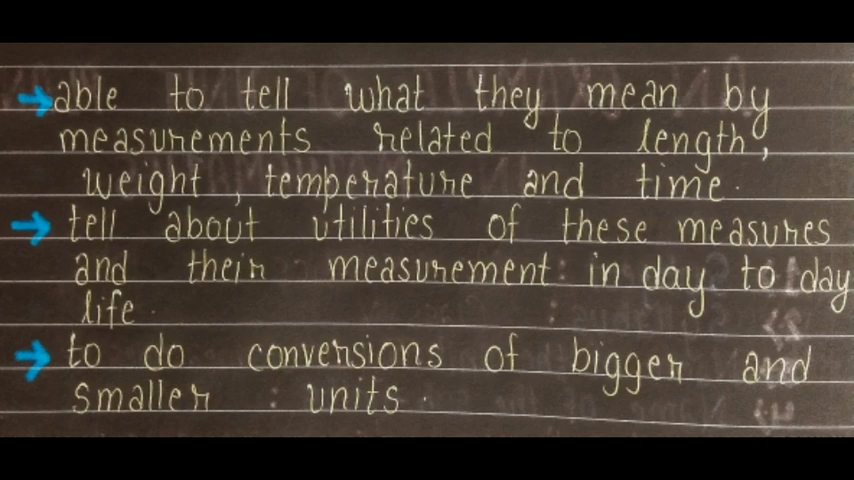 → able to tell what they mean by
measurements related to length,
weight, temperature and time.
→ tell about utilities of these measures
and their measurement in day to day
life.
→ to do conversions of bigger and
smaller units.